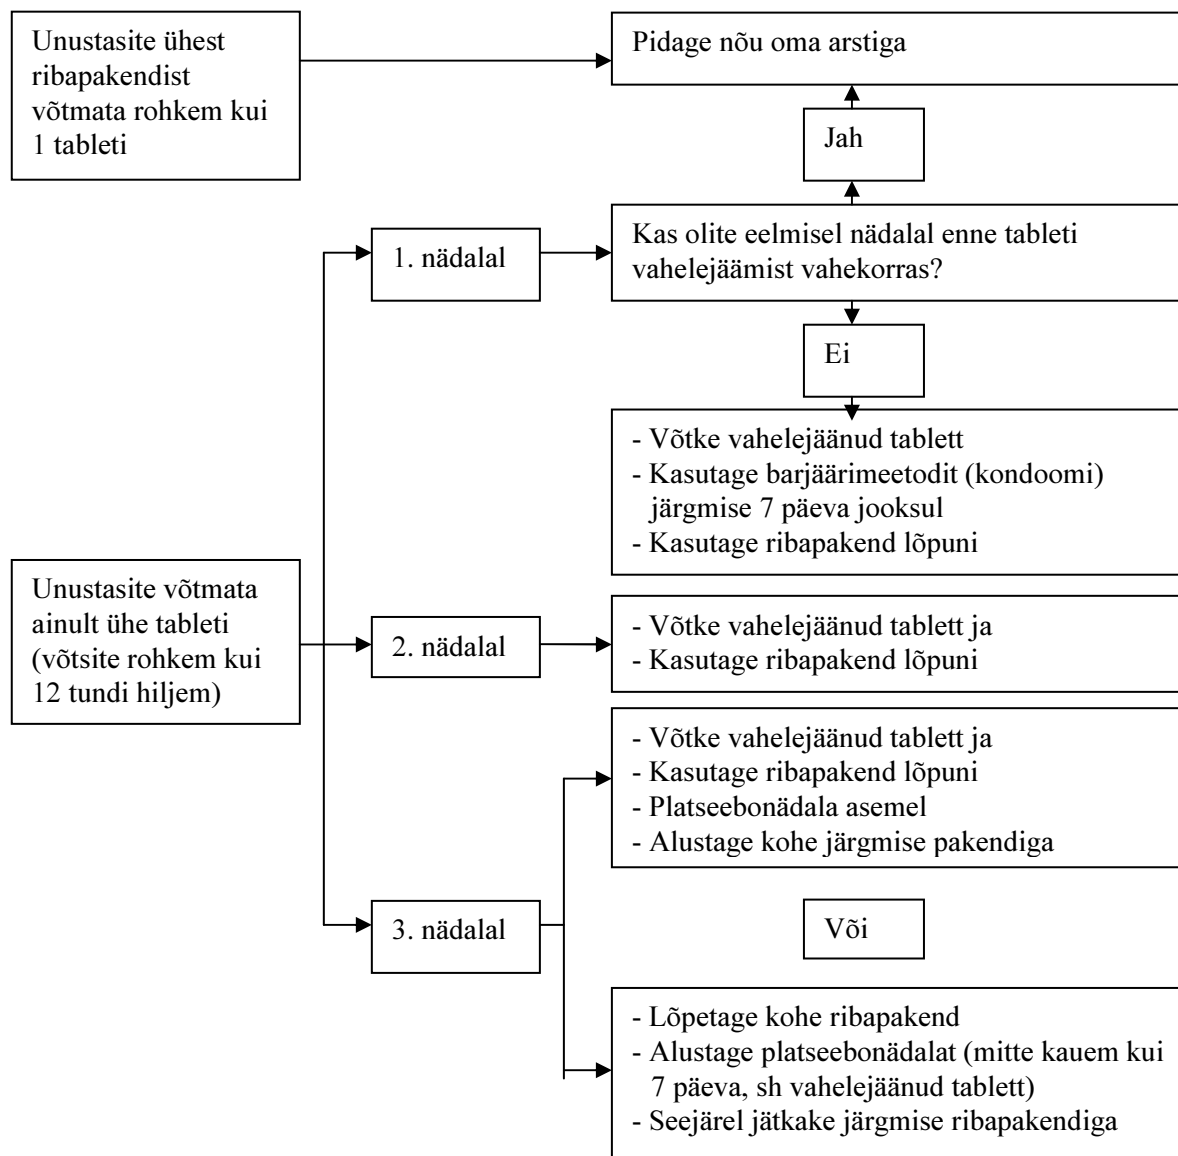 Unustasite ühest
ribapakendist
võtmata rohkem kui
1 tableti
Pidage nõu oma arstiga
Jah
1. nädalal
Kas olite eelmisel nädalal enne tableti
vahelejäämist vahekorras?
Ei
- Võtke vahelejäänud tablett
- Kasutage barjäärimeetodit (kondoomi)
järgmise 7 päeva jooksul
- Kasutage ribapakend lõpuni
Unustasite võtmata
ainult ühe tableti
(võtsite rohkem kui
12 tundi hiljem)
2. nädalal
- Võtke vahelejäänud tablett ja
- Kasutage ribapakend lõpuni
3. nädalal
- Võtke vahelejäänud tablett ja
- Kasutage ribapakend lõpuni
- Platseebonädala asemel
- Alustage kohe järgmise pakendiga
Või
- Lõpetage kohe ribapakend
- Alustage platseebonädalat (mitte kauem kui
7 päeva, sh vahelejäänud tablett)
- Seejärel jätkake järgmise ribapakendiga